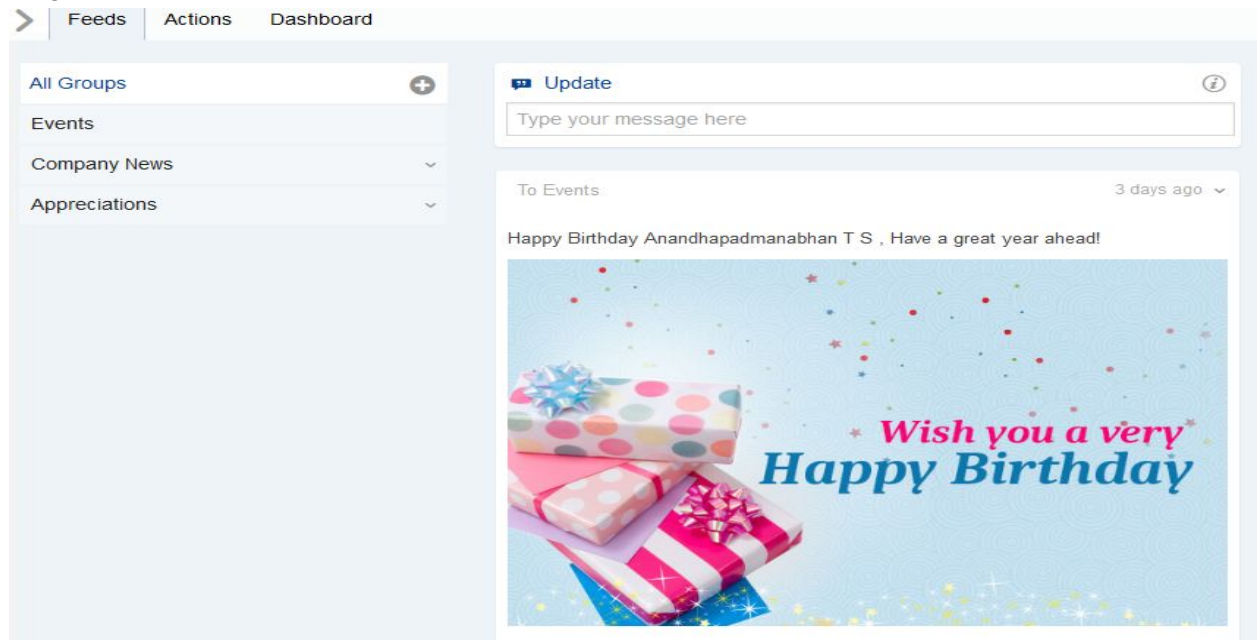 Feeds Actions Dashboard
All Groups
Events
Company News
Appreciations
Update
Type your message here
To Events 3 days ago
Happy Birthday Anandhapadmanabhan T S , Have a great year ahead!
Wish you a very
Happy Birthday